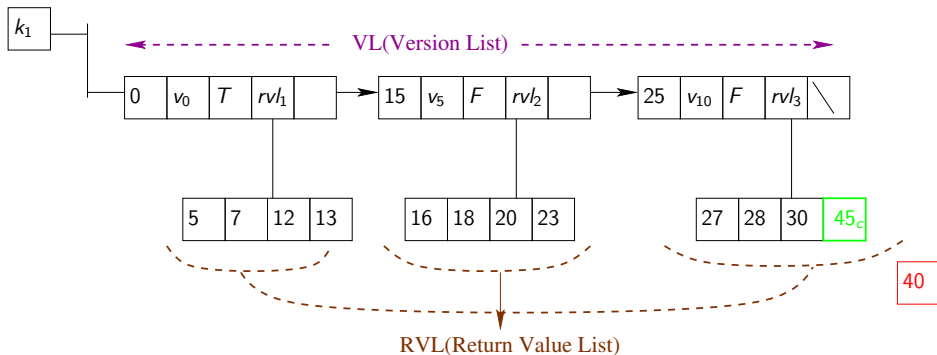 k1
VL(Version List)
0 v0 T rvl1 15 v5 F rvl2 25 v10 F rvl3
5 7 12 13 16 18 20 23 27 28 30 45c
40
RVL(Return Value List)